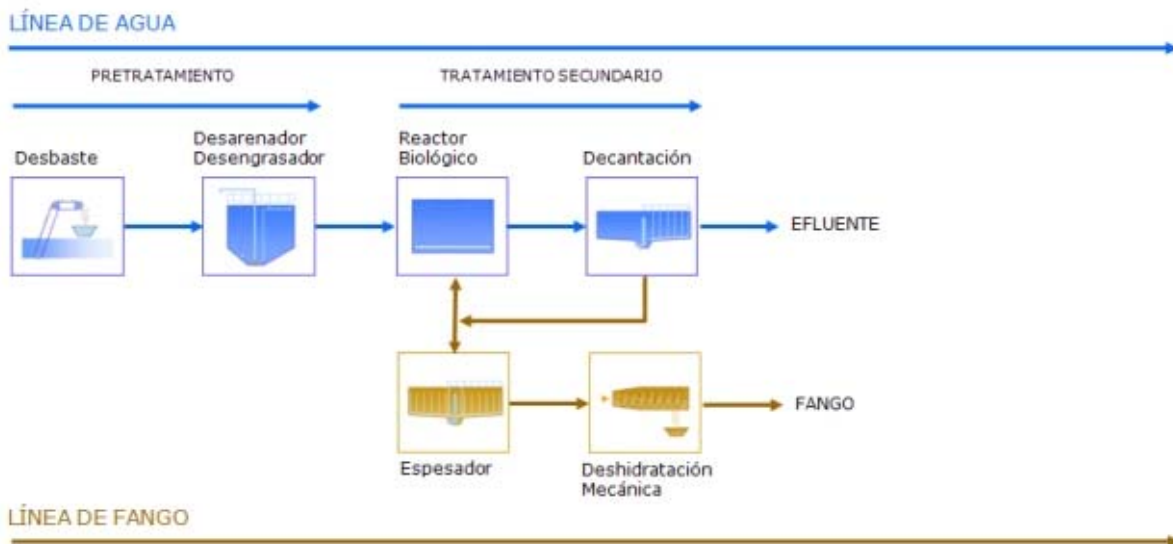 LÍNEA DE AGUA
PRETRATAMIENTO
TRATAMIENTO SECUNDARIO
Desbaste
Desarenador
Desengrasador
Reactor
Biológico
Decantación
EFLUENTE
FANGO
Espesador
Deshidratación
Mecánica
LÍNEA DE FANGO